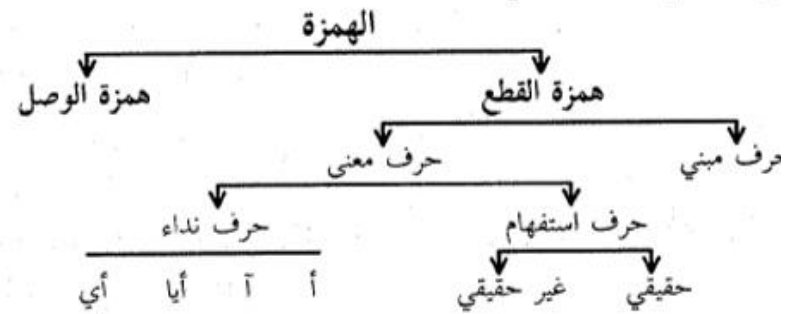 الهمزة
همزة القطع همزة الوصل
حرف مبني حرف معنى
حرف استفهام حرف نداء
حقيقي غير حقيقي أ آ أيا أي